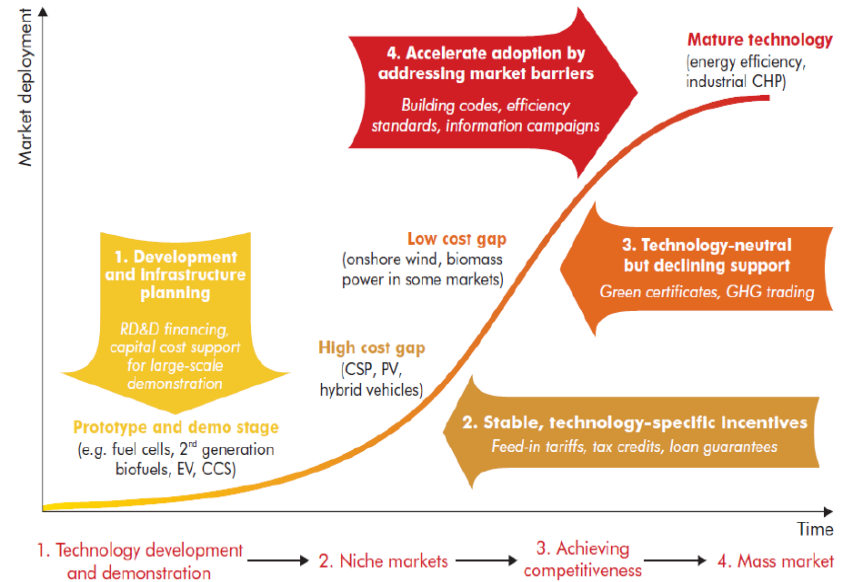 Market deployment
4. Accelerate adoption by
addressing market barriers
Building codes, efficiency
standards, information campaigns
Mature technology
(energy efficiency,
industrial CHP)
1. Development
and Infrastructure
planning
RD&D financing,
capital cost support
for large-scale
demonstration
Low cost gap
(onshore wind, biomass
power in some markets)
3. Technology-neutral
but declining support
Green certificates, GHG trading
High cost gap
(CSP, PV,
hybrid vehicles)
Prototype and demo stage
(e.g. fuel cells, 2nd generation
biofuels, EV, CCS)
2. Stable, technology-specific incentives
Feed-in tariffs, tax credits, loan guarantees
Time
1. Technology development
and demonstration
2. Niche markets
3. Achieving
competitiveness
4. Mass market